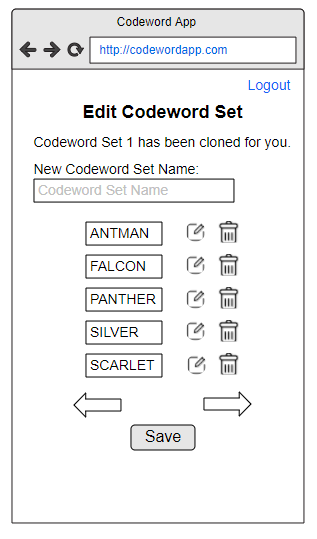 Codeword App
http://codewordapp.com
Logout
Edit Codeword Set
Codeword Set 1 has been cloned for you.
New Codeword Set Name:
Codeword Set Name
ANTMAN
FALCON
PANTHER
SILVER
SCARLET
Save